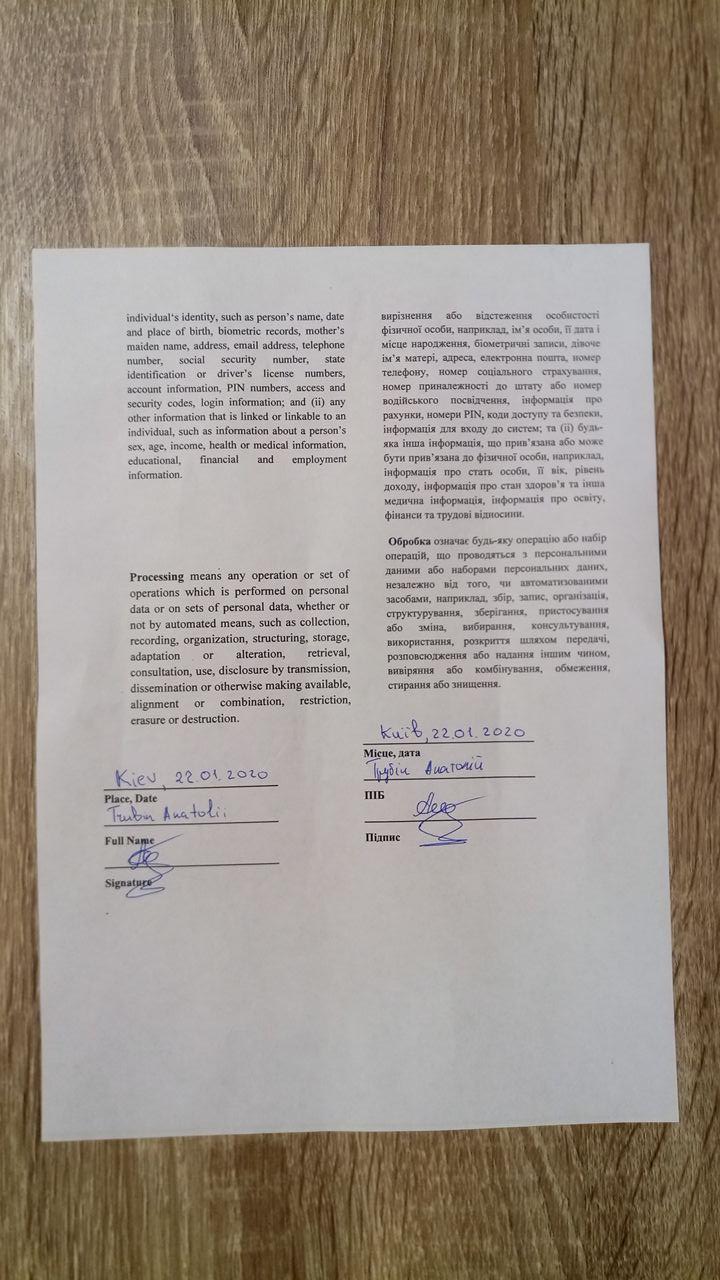 individual's identity, such as person's name, date
and place of birth, biometric records, mother's
maiden name, address, email address, telephone
number, social security number, state
identification or driver's license numbers,
account information, PIN numbers, access and
security codes, login information; and (ii) any
other information that is linked or linkable to an
individual, such as information about a person's
sex, age, income, health or medical information,
educational, financial and employment
information.
Processing means any operation or set of
operations which is performed on personal
data or on sets of personal data, whether or
not by automated means, such as collection,
recording, organization, structuring, storage,
adaptation or alteration, retrieval,
consultation, use, disclosure by transmission,
dissemination or otherwise making available,
alignment or combination, restriction,
erasure or destruction.
Kiev, 22.01.2020
Place, Date
Trubin Anatolii
Full Name
Signature
вирізнення або відстеження особистості
фізичної особи, наприклад, ім'я особи, її дата і
місце народження, біометричні записи, дівоче
ім'я матері, адреса, електронна пошта, номер
телефону, номер соціального страхування,
номер приналежності до штату або номер
водійського посвідчення, інформація про
рахунки, номери PIN, коди доступу та безпеки,
інформація для входу до систем; та (ii) будь-
яка інша інформація, що прив'язана або може
бути прив'язана до фізичної особи, наприклад,
інформація про стать особи, її вік, рівень
доходу, інформація про стан здоров'я та інша
медична інформація, інформація про освіту,
фінанси та трудові відносини.
Обробка означає будь-яку операцію або набір
операцій, що проводяться з персональними
даними або наборами персональних даних,
незалежно від того, чи автоматизованими
засобами, наприклад, збір, запис, організація,
структурування, зберігання, пристосування
або зміна, вибирання, консультування,
використання, розкриття шляхом передачі,
розповсюдження або надання іншим чином,
вивіряння або комбінування, обмеження,
стирання або знищення.
Київ, 22.01.2020
Місце, дата
Трубін Анатолій
ПІБ
Підпис